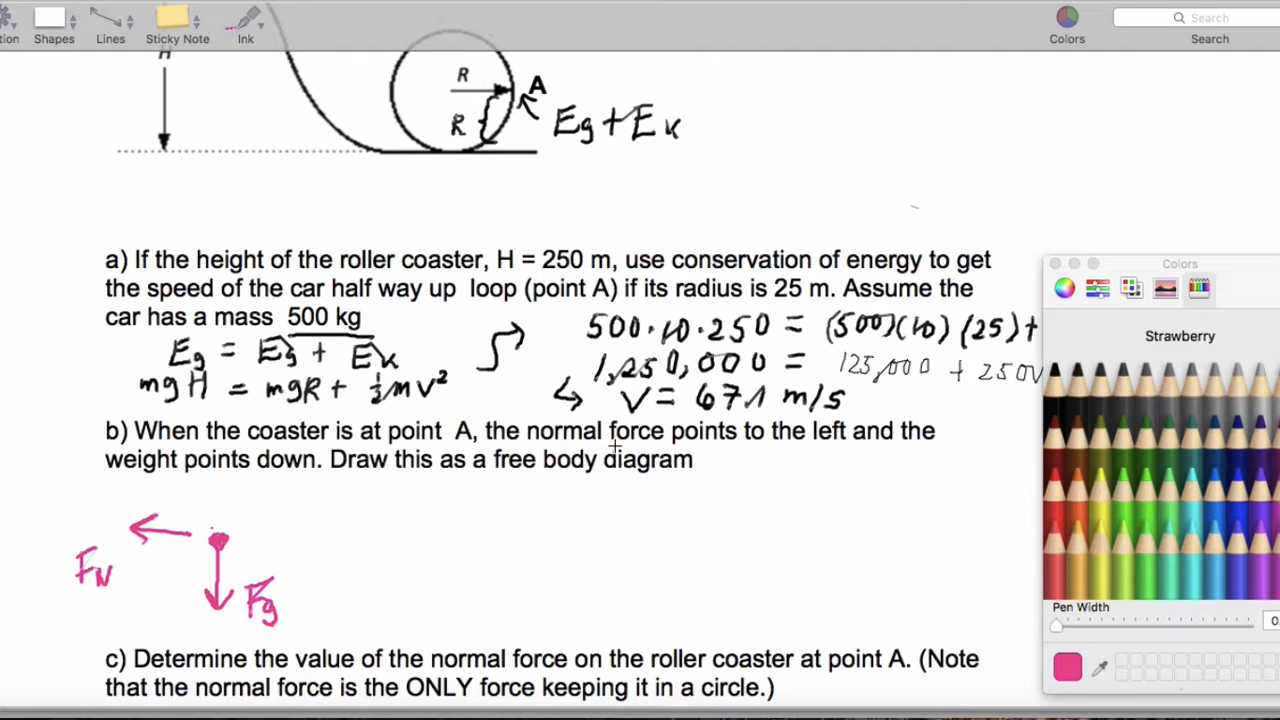 tion Shapes Lines Sticky Note Ink Colors Search
Search
H
R
A
R
Eg + Ek
a) If the height of the roller coaster, H = 250 m, use conservation of energy to get
the speed of the car half way up loop (point A) if its radius is 25 m. Assume the
car has a mass 500 kg
500·10·250 = (500)(10)(25)+
Eg = Eg + Ek
1,250,000 = 125,000 + 250V
mgH = mgR + ½mv²
V = 67.1 m/s
b) When the coaster is at point A, the normal force points to the left and the
weight points down. Draw this as a free body diagram
FN
Fg
c) Determine the value of the normal force on the roller coaster at point A. (Note
that the normal force is the ONLY force keeping it in a circle.)
Colors
Strawberry
Pen Width
0.